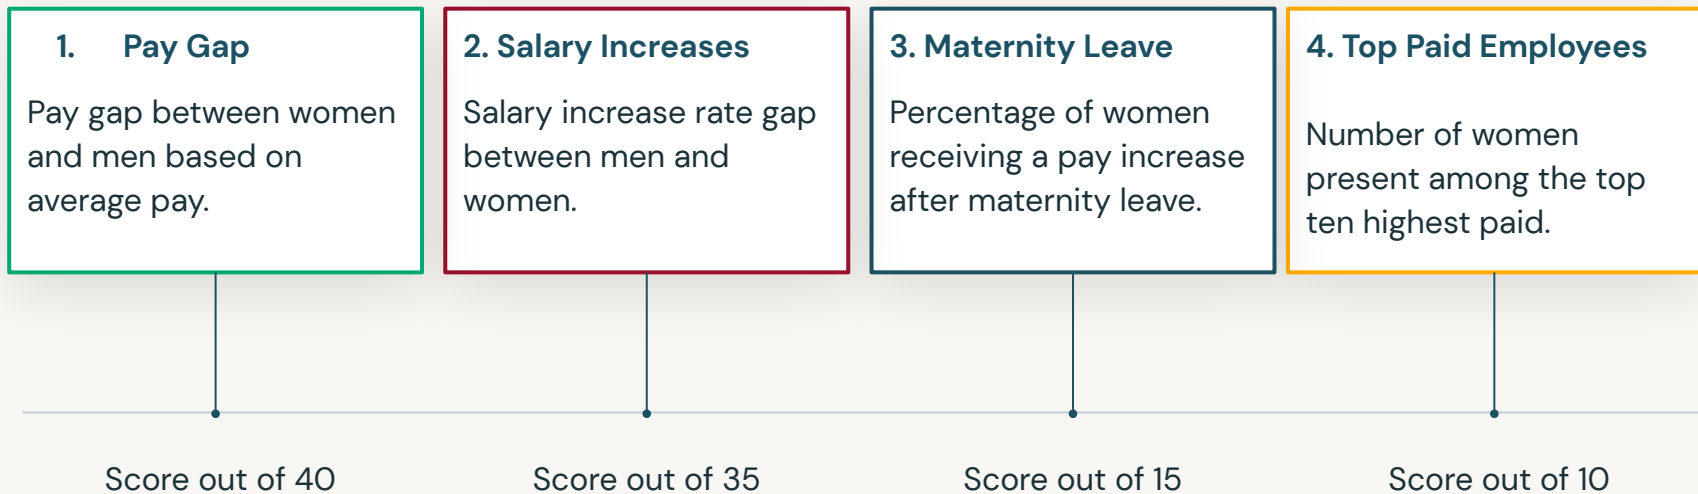 1. Pay Gap
Pay gap between women
and men based on
average pay.
Score out of 40
2. Salary Increases
Salary increase rate gap
between men and
women.
Score out of 35
3. Maternity Leave
Percentage of women
receiving a pay increase
after maternity leave.
Score out of 15
4. Top Paid Employees
Number of women
present among the top
ten highest paid.
Score out of 10